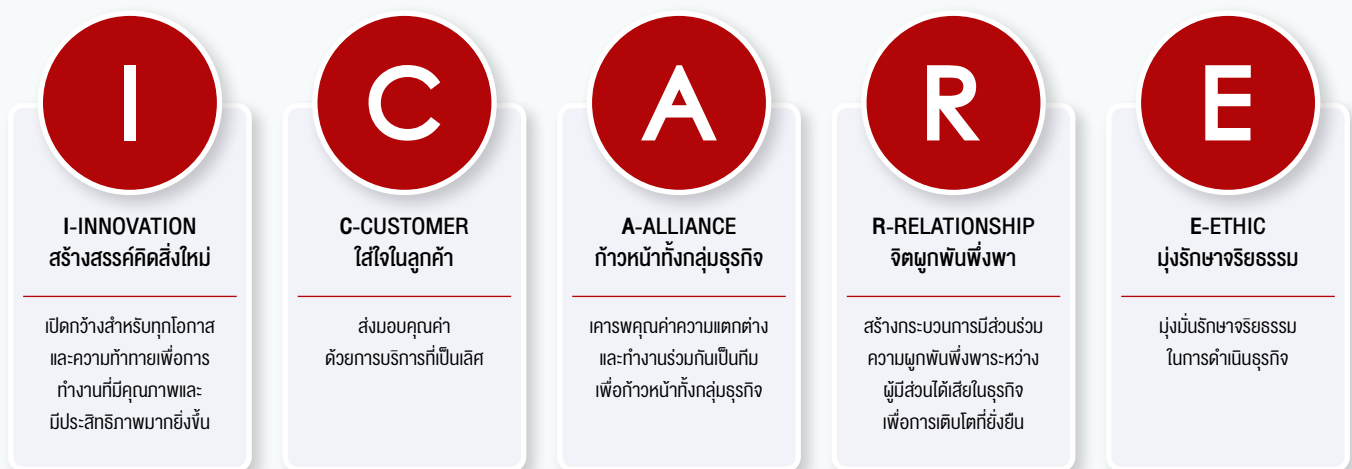 I
I-INNOVATION
สร้างสรรค์คิดสิ่งใหม่
เปิดกว้างสำหรับทุกโอกาส
และความท้าทายเพื่อการ
ทำงานที่มีคุณภาพและ
มีประสิทธิภาพมากยิ่งขึ้น
C
C-CUSTOMER
ใส่ใจในลูกค้า
ส่งมอบคุณค่า
ด้วยการบริการที่เป็นเลิศ
A
A-ALLIANCE
ก้าวหน้าทั้งกลุ่มธุรกิจ
เคารพคุณค่าความแตกต่าง
และทำงานร่วมกันเป็นทีม
เพื่อก้าวหน้าทั้งกลุ่มธุรกิจ
R
R-RELATIONSHIP
จิตผูกพันพึ่งพา
สร้างกระบวนการมีส่วนร่วม
ความผูกพันพึ่งพาระหว่าง
ผู้มีส่วนได้เสียในธุรกิจ
เพื่อการเติบโตที่ยั่งยืน
E
E-ETHIC
มุ่งรักษาจริยธรรม
มุ่งมั่นรักษาจริยธรรม
ในการดำเนินธุรกิจ